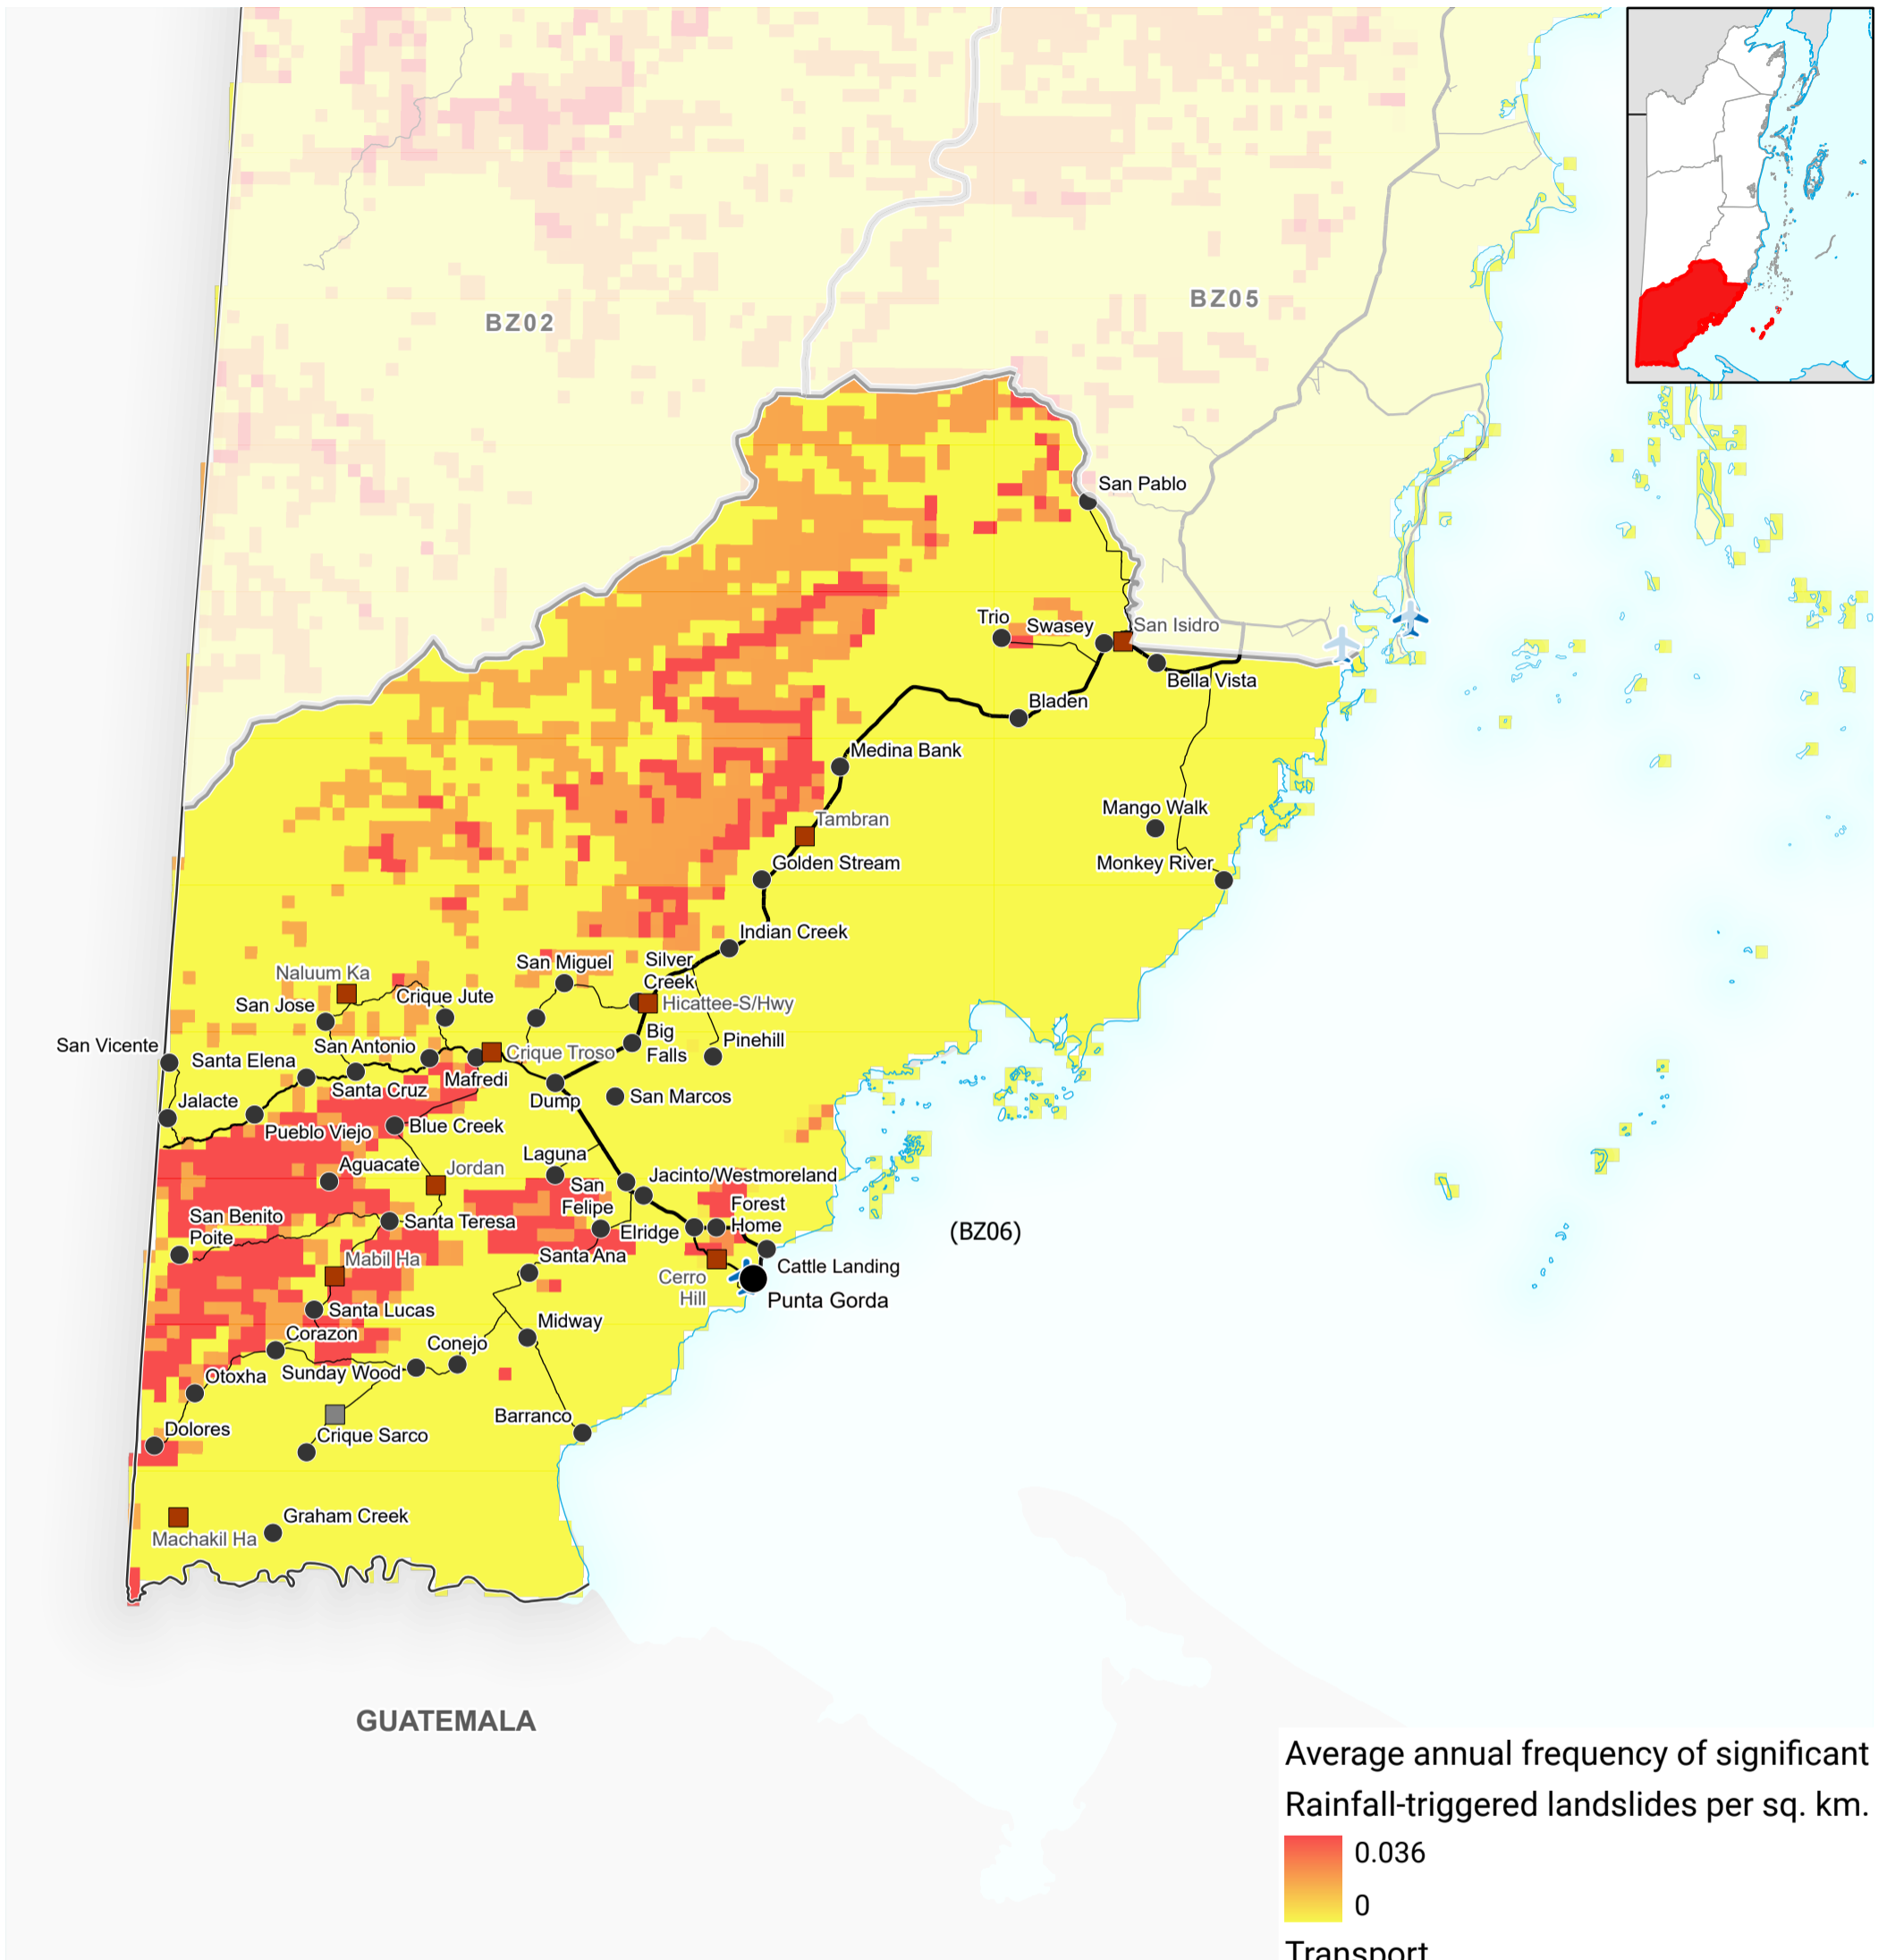 BZ02
BZ05
San Pablo
Trio
Swasey
San Isidro
Bella Vista
Bladen
Medina Bank
Mango Walk
Tambran
Golden Stream
Monkey River
Indian Creek
San Miguel
Silver
Creek
Naluum Ka
San Jose
Crique Jute
Hicattee-S/Hwy
San Vicente
San Antonio
Big
Falls
Pinehill
Santa Elena
Crique Troso
Santa Cruz
Mafredi
Jalacte
Dump
San Marcos
Pueblo Viejo
Blue Creek
Laguna
Aguacate
Jordan
Jacinto/Westmoreland
San
Felipe
Forest
Home
San Benito
Poite
Santa Teresa
Elridge
(BZ06)
Mabil Ha
Santa Ana
Cattle Landing
Cerro
Hill
Punta Gorda
Santa Lucas
Midway
Corazon
Conejo
Otoxha
Sunday Wood
Barranco
Dolores
Crique Sarco
Graham Creek
Machakil Ha
GUATEMALA
Average annual frequency of significant
Rainfall-triggered landslides per sq. km.
0.036
0
Transport